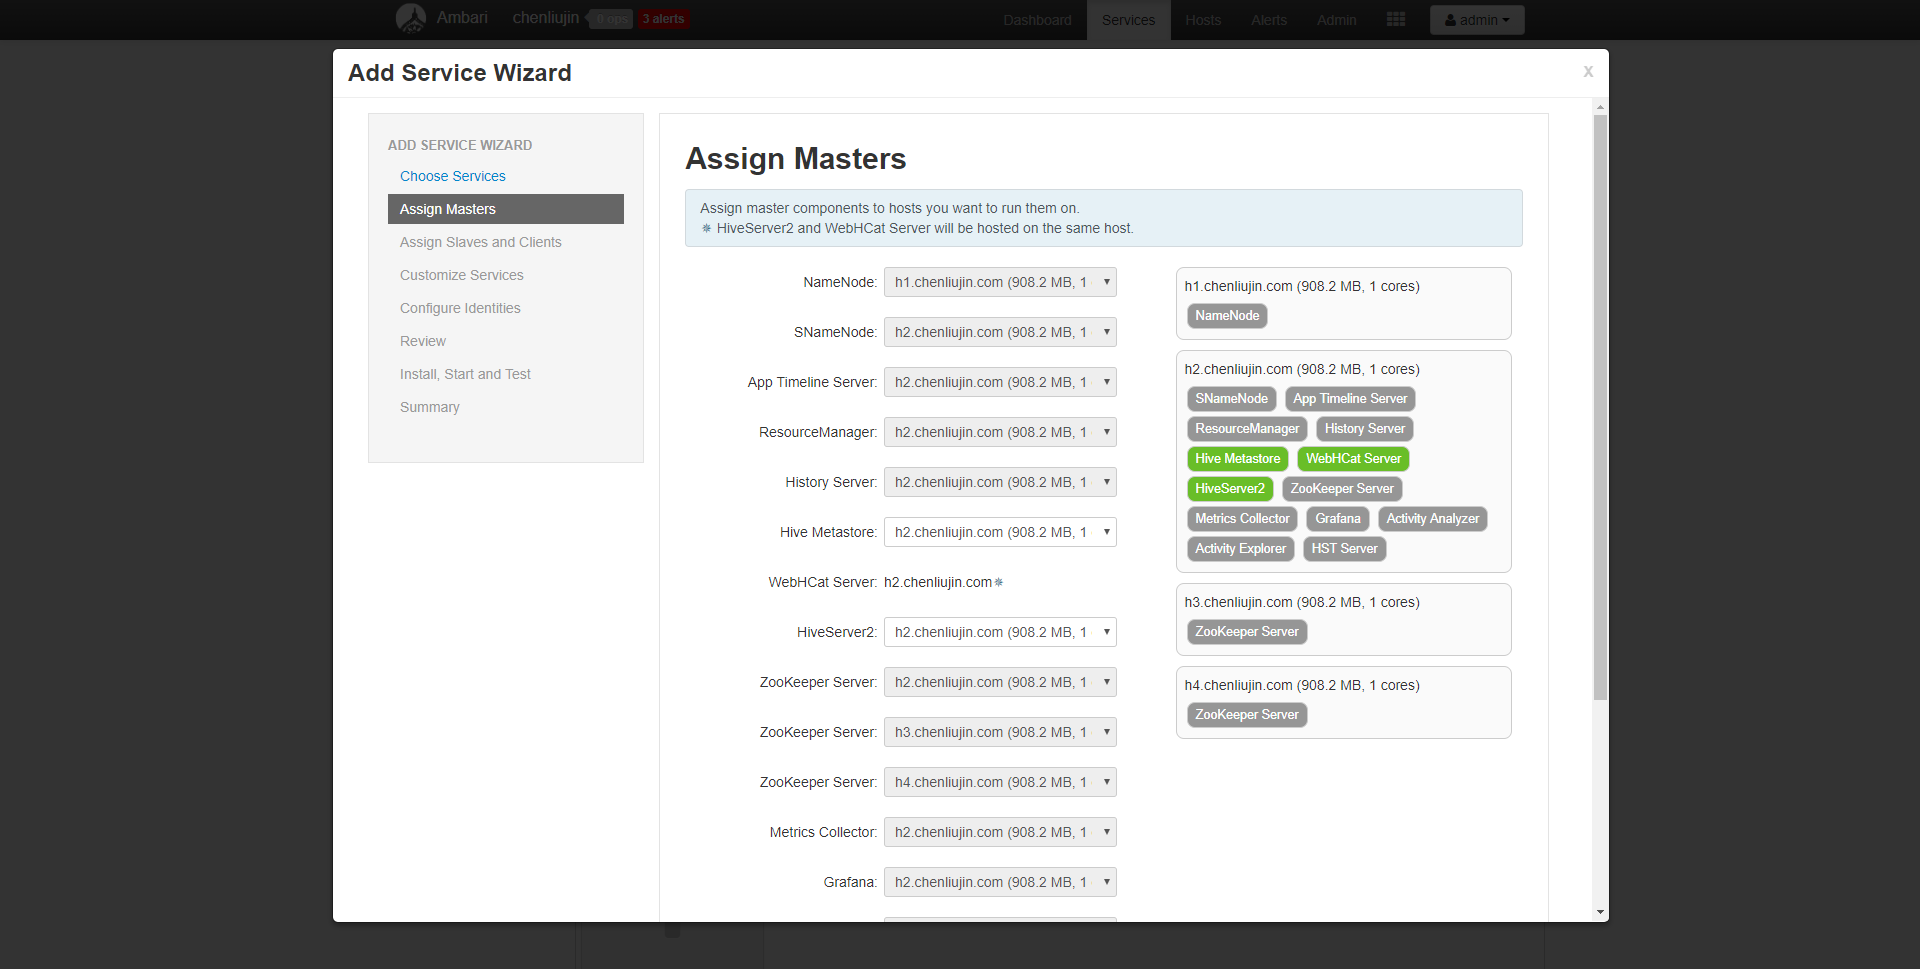 Ambari chenliujin 0 ops 3 alerts Dashboard Services Hosts Alerts Admin admin
Add Service Wizard
X
ADD SERVICE WIZARD
Choose Services
Assign Masters
Assign Slaves and Clients
Customize Services
Configure Identities
Review
Install, Start and Test
Summary
Assign Masters
Assign master components to hosts you want to run them on.
✵ HiveServer2 and WebHCat Server will be hosted on the same host.
NameNode: h1.chenliujin.com (908.2 MB, 1
SNameNode: h2.chenliujin.com (908.2 MB, 1
App Timeline Server: h2.chenliujin.com (908.2 MB, 1
ResourceManager: h2.chenliujin.com (908.2 MB, 1
History Server: h2.chenliujin.com (908.2 MB, 1
Hive Metastore: h2.chenliujin.com (908.2 MB, 1
WebHCat Server: h2.chenliujin.com✵
HiveServer2: h2.chenliujin.com (908.2 MB, 1
ZooKeeper Server: h2.chenliujin.com (908.2 MB, 1
ZooKeeper Server: h3.chenliujin.com (908.2 MB, 1
ZooKeeper Server: h4.chenliujin.com (908.2 MB, 1
Metrics Collector: h2.chenliujin.com (908.2 MB, 1
Grafana: h2.chenliujin.com (908.2 MB, 1
h1.chenliujin.com (908.2 MB, 1 cores)
NameNode
h2.chenliujin.com (908.2 MB, 1 cores)
SNameNode App Timeline Server
ResourceManager History Server
Hive Metastore WebHCat Server
HiveServer2 ZooKeeper Server
Metrics Collector Grafana Activity Analyzer
Activity Explorer HST Server
h3.chenliujin.com (908.2 MB, 1 cores)
ZooKeeper Server
h4.chenliujin.com (908.2 MB, 1 cores)
ZooKeeper Server